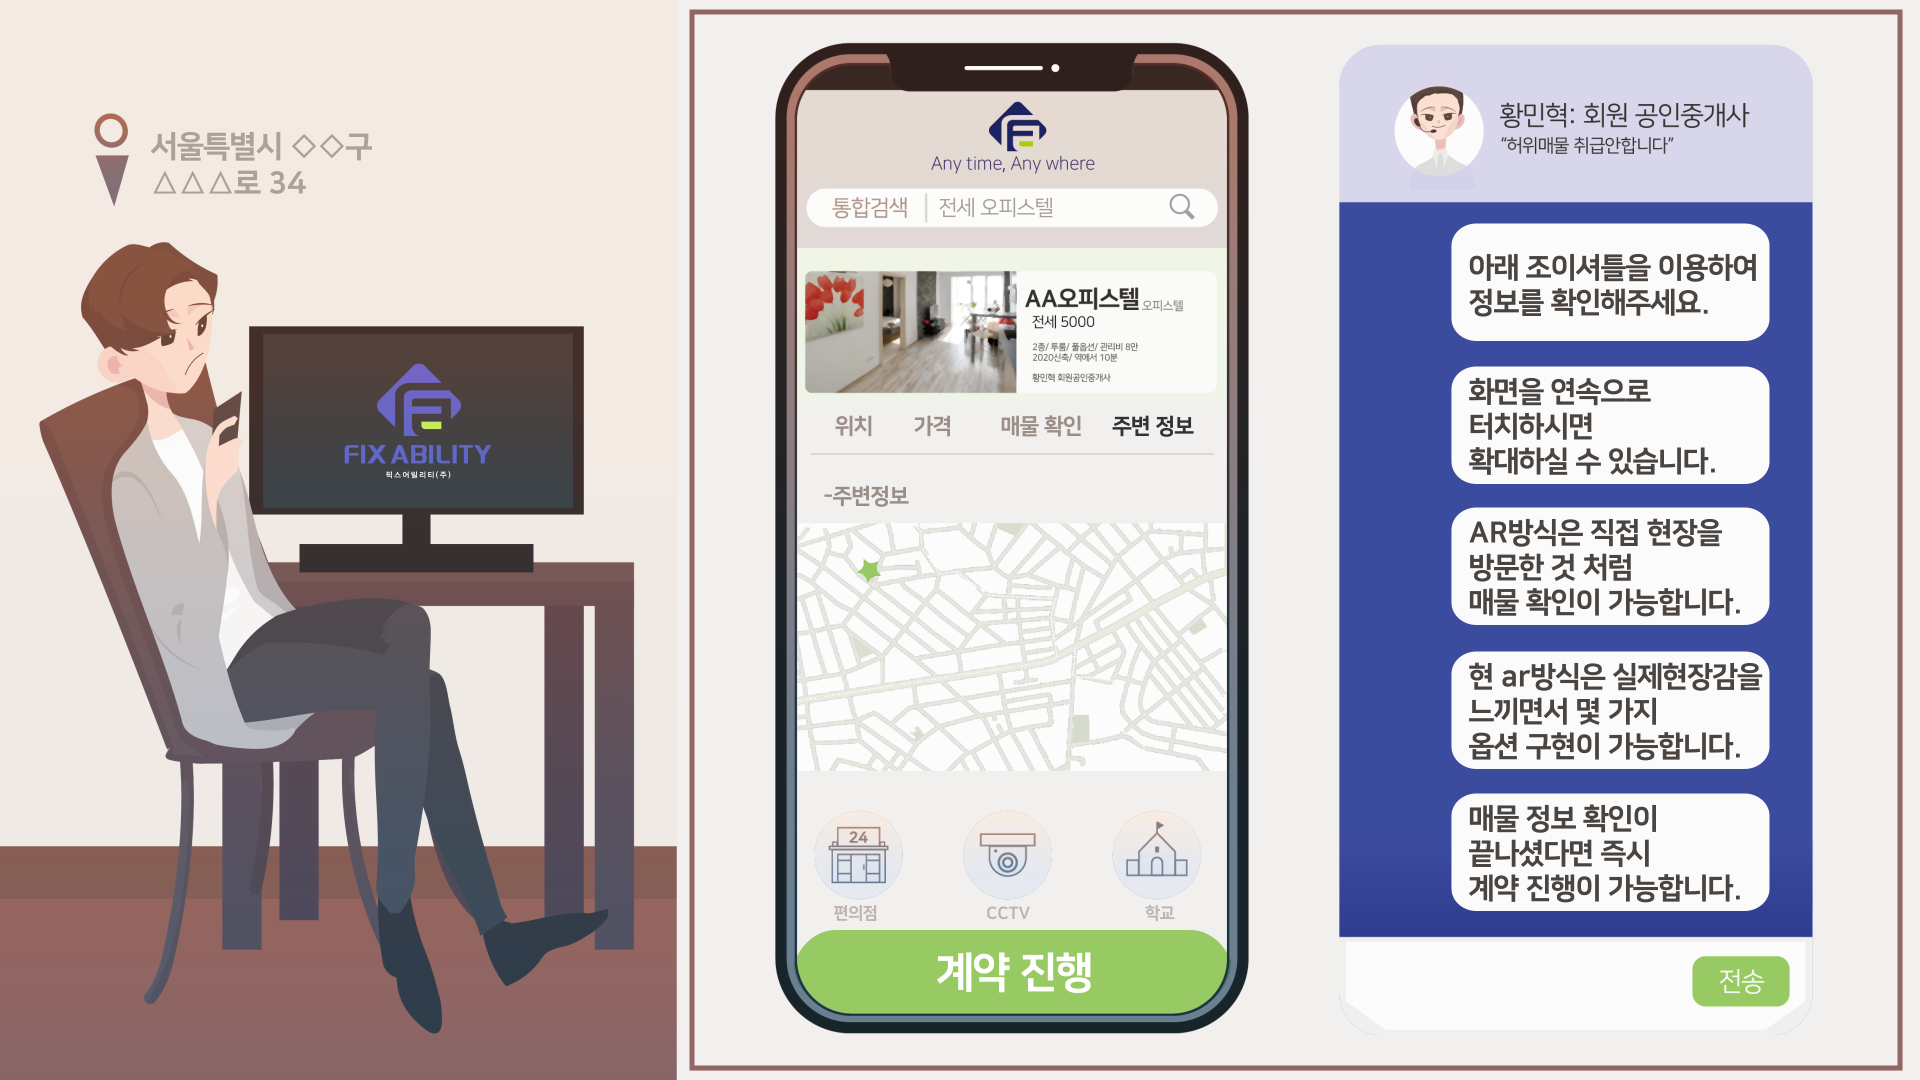 서울특별시 ◇◇구
△△△로 34
FIX ABILITY
픽스어빌리티(주)
Any time, Any where
통합검색 전세 오피스텔
AA오피스텔 오피스텔
전세 5000
2층/ 투룸/ 풀옵션/ 관리비 8만
2020신축/ 역에서 10분
황민혁 회원공인중개사
위치 가격 매물 확인 주변 정보
-주변정보
24
편의점 CCTV 학교
계약 진행
황민혁: 회원 공인중개사
"허위매물 취급안합니다"
아래 조이셔틀을 이용하여
정보를 확인해주세요.
화면을 연속으로
터치하시면
확대하실 수 있습니다.
AR방식은 직접 현장을
방문한 것 처럼
매물 확인이 가능합니다.
현 ar방식은 실제현장감을
느끼면서 몇 가지
옵션 구현이 가능합니다.
매물 정보 확인이
끝나셨다면 즉시
계약 진행이 가능합니다.
전송